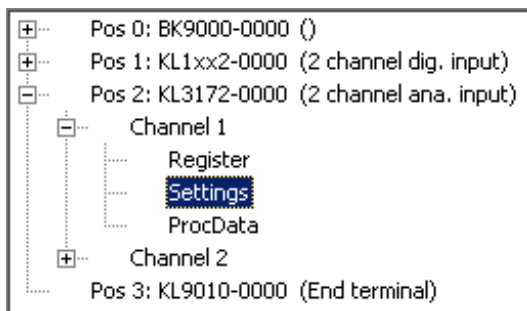 Pos 0: BK9000-0000 ()
Pos 1: KL1xx2-0000 (2 channel dig. input)
Pos 2: KL3172-0000 (2 channel ana. input)
Channel 1
Register
Settings
ProcData
Channel 2
Pos 3: KL9010-0000 (End terminal)